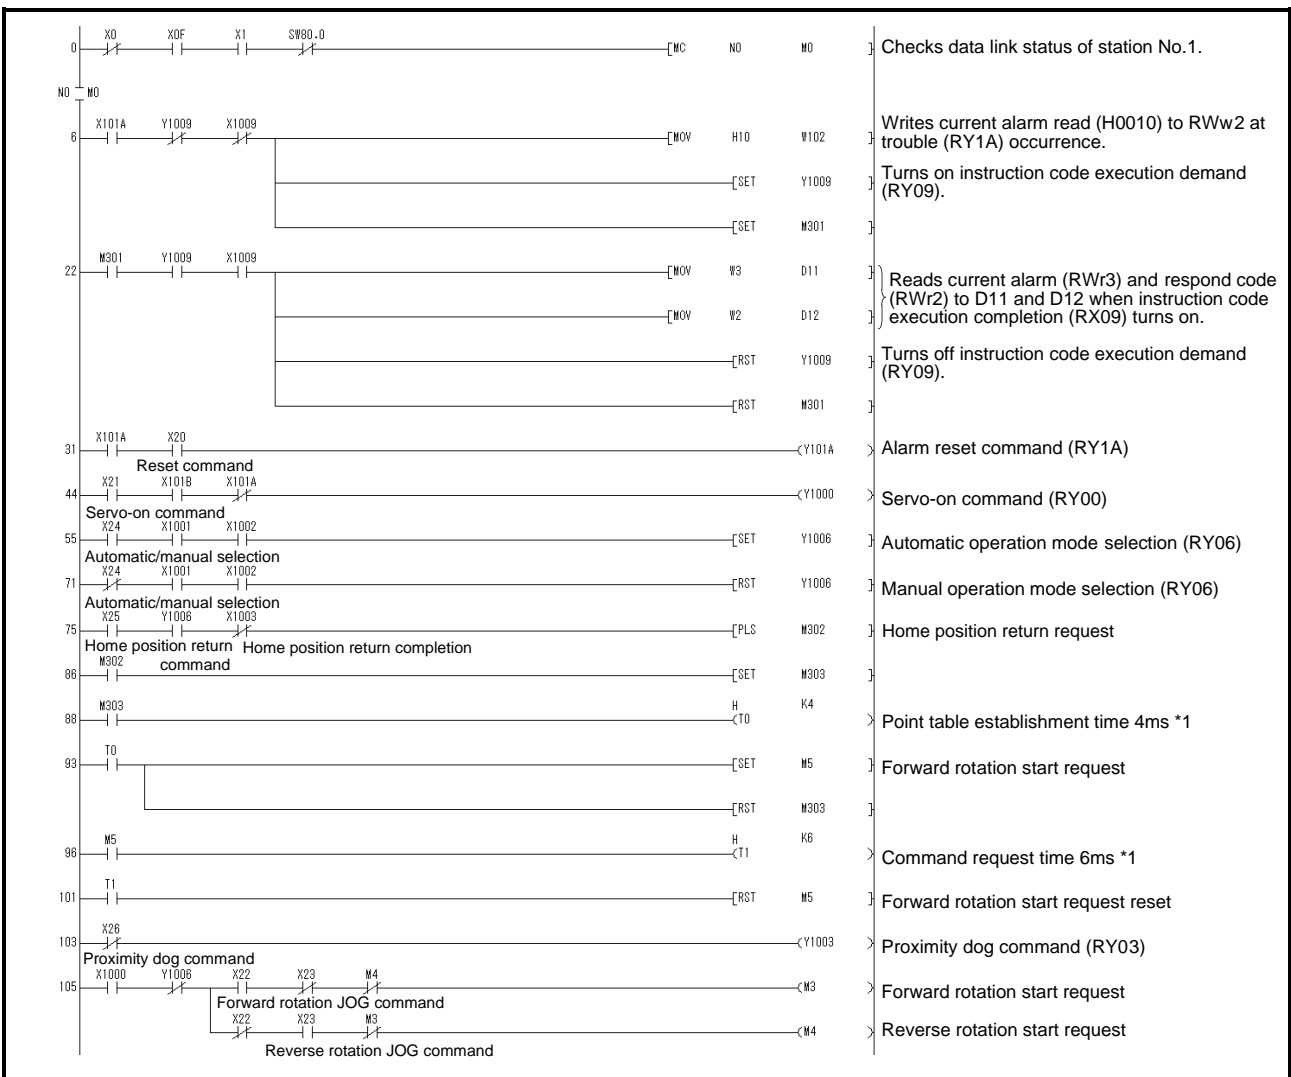 X0 X0F X1 SW80.0
0 [MC N0 M0 ] Checks data link status of station No.1.
N0 M0
X101A Y1009 X1009
6 [MOV H10 W102 ] Writes current alarm read (H0010) to RWw2 at
trouble (RY1A) occurrence.
[SET Y1009 ] Turns on instruction code execution demand
(RY09).
[SET M301 ]
M301 Y1009 X1009
22 [MOV W3 D11 ] Reads current alarm (RWr3) and respond code
(RWr2) to D11 and D12 when instruction code
[MOV W2 D12 ] execution completion (RX09) turns on.
[RST Y1009 ] Turns off instruction code execution demand
(RY09).
[RST M301 ]
X101A X20
31 (Y101A ) Alarm reset command (RY1A)
Reset command
X21 X101B X101A
44 (Y1000 ) Servo-on command (RY00)
Servo-on command
X24 X1001 X1002
55 [SET Y1006 ] Automatic operation mode selection (RY06)
Automatic/manual selection
X24 X1001 X1002
71 [RST Y1006 ] Manual operation mode selection (RY06)
Automatic/manual selection
X25 Y1006 X1003
75 [PLS M302 ] Home position return request
Home position return command Home position return completion
M302
86 [SET M303 ]
M303 H K4
88 (T0 ) Point table establishment time 4ms *1
T0
93 [SET M5 ] Forward rotation start request
[RST M303 ]
M5 H K6
96 (T1 ) Command request time 6ms *1
T1
101 [RST M5 ] Forward rotation start request reset
X26
103 (Y1003 ) Proximity dog command (RY03)
Proximity dog command
X1000 Y1006 X22 X23 M4
105 (M3 ) Forward rotation start request
Forward rotation JOG command
X22 X23 M3
(M4 ) Reverse rotation start request
Reverse rotation JOG command